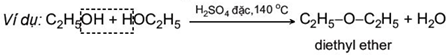 Ví dụ: C₂H₅OH + HOC₂H₅ H₂SO₄ đặc, 140 °C C₂H₅–O–C₂H₅ + H₂O
diethyl ether